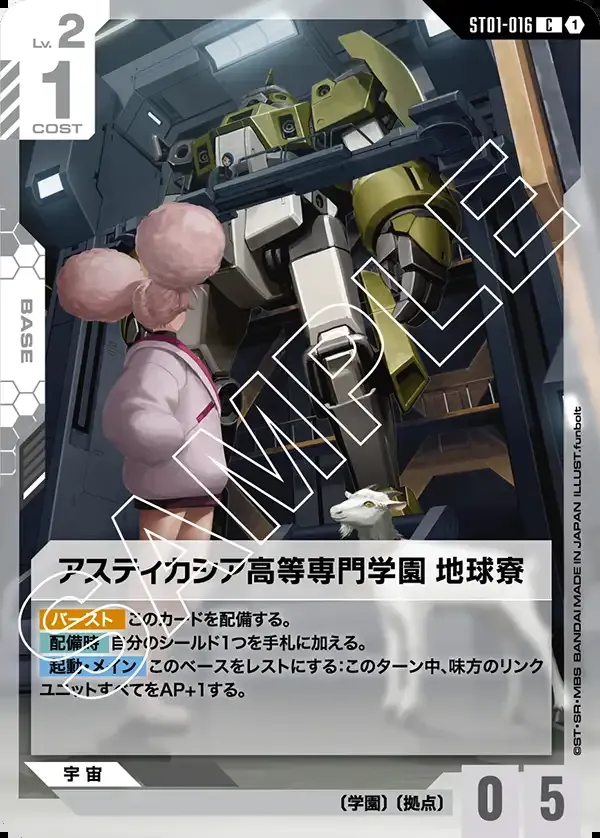 Lv. 2
ST01-016 C 1
1
COST
BASE
SAMPLE
アスティカシア高等専門学園 地球寮
バースト このカードを配備する。
配備時 自分のシールド1つを手札に加える。
起動・メイン このベースをレストにする:このターン中、味方のリンク
ユニットすべてをAP+1する。
宇宙
〔学園〕〔拠点〕
0 5
©ST・SR・MBS BANDAI MADE IN JAPAN ILLUST.funbolt